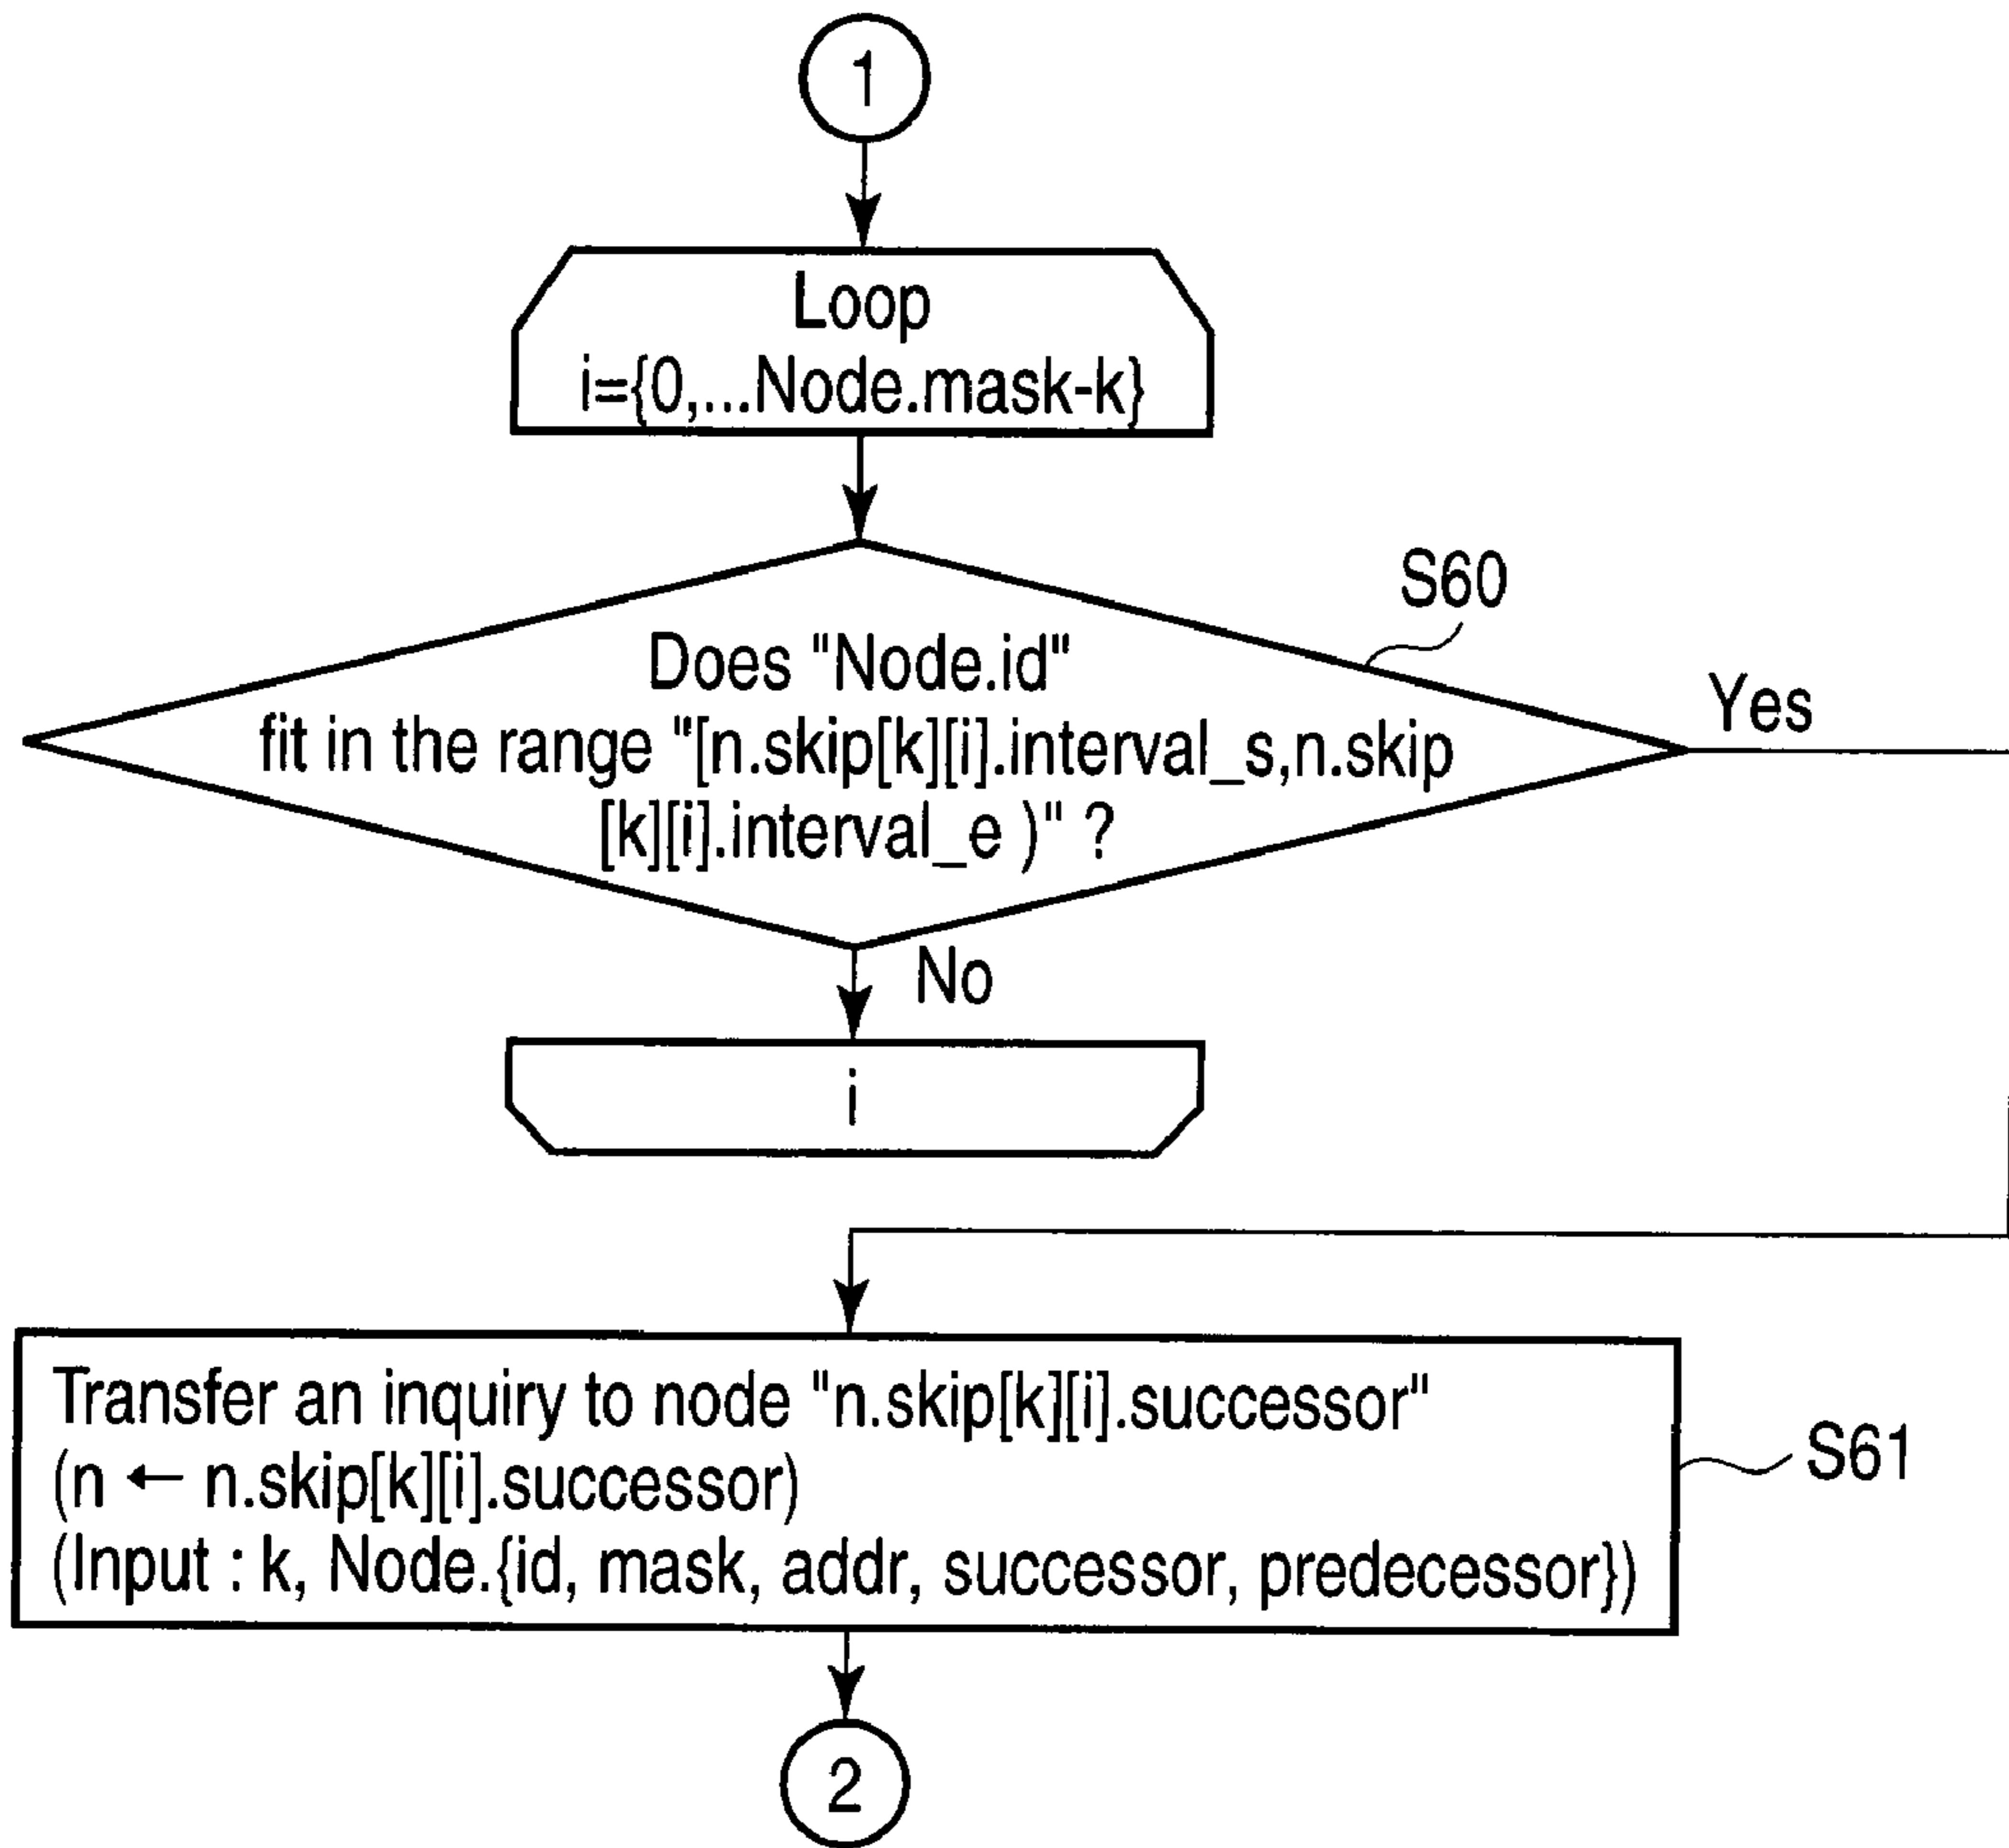 1
Loop
i={0,...Node.mask-k}
S60
Does "Node.id"
fit in the range "[n.skip[k][i].interval_s,n.skip
[k][i].interval_e )" ?
Yes
No
i
Transfer an inquiry to node "n.skip[k][i].successor"
(n ← n.skip[k][i].successor)
(Input : k, Node.{id, mask, addr, successor, predecessor})
S61
2